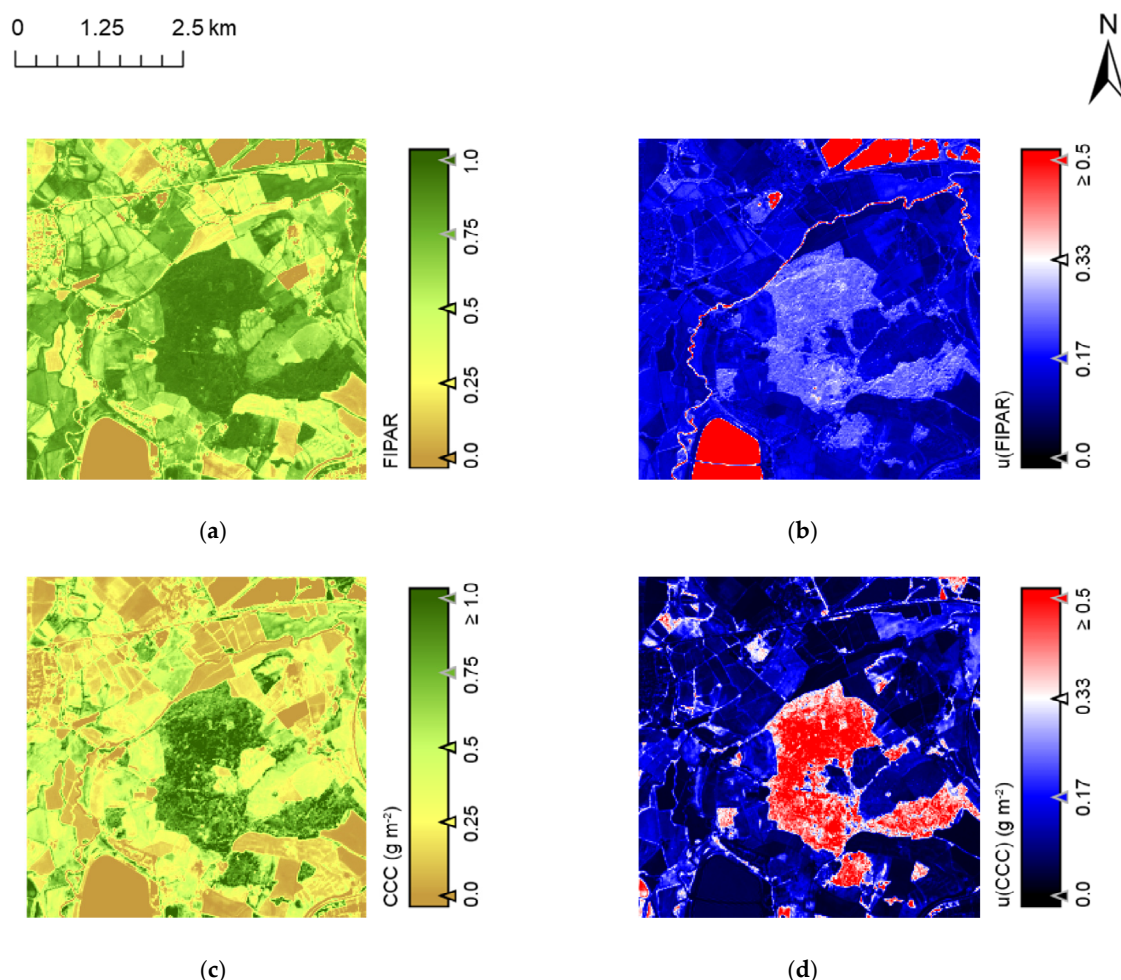 0 1.25 2.5 km
N
FIPAR
0.0 0.25 0.5 0.75 1.0
u(FIPAR)
0.0 0.17 0.33 ≥ 0.5
(a) (b)
CCC (g m⁻²)
0.0 0.25 0.5 0.75 ≥ 1.0
u(CCC) (g m⁻²)
0.0 0.17 0.33 ≥ 0.5
(c) (d)